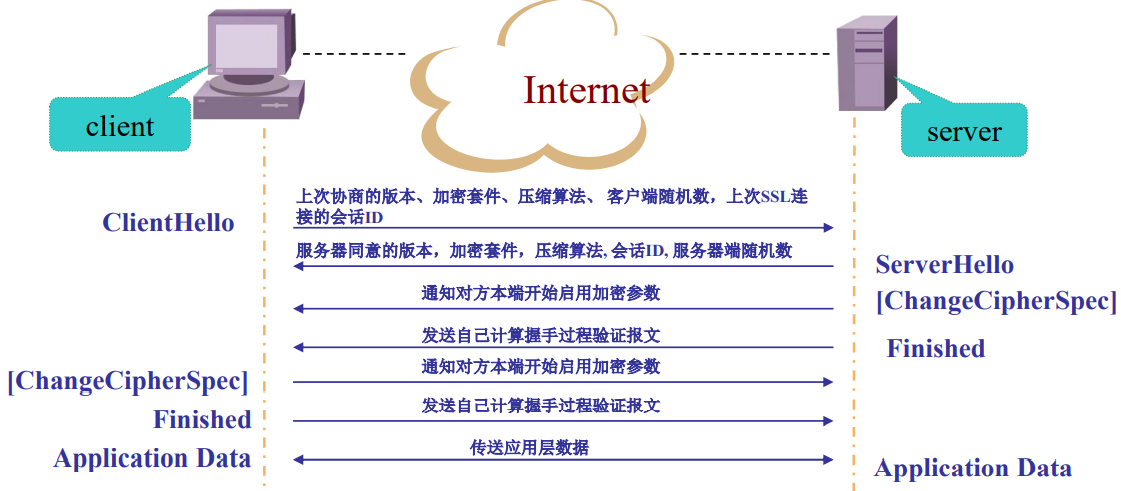 Internet
client
server
上次协商的版本、加密套件、压缩算法、 客户端随机数，上次SSL连
接的会话ID
ClientHello
服务器同意的版本，加密套件，压缩算法, 会话ID, 服务器端随机数
ServerHello
通知对方本端开始启用加密参数
[ChangeCipherSpec]
发送自己计算握手过程验证报文
Finished
通知对方本端开始启用加密参数
[ChangeCipherSpec]
发送自己计算握手过程验证报文
Finished
传送应用层数据
Application Data
Application Data